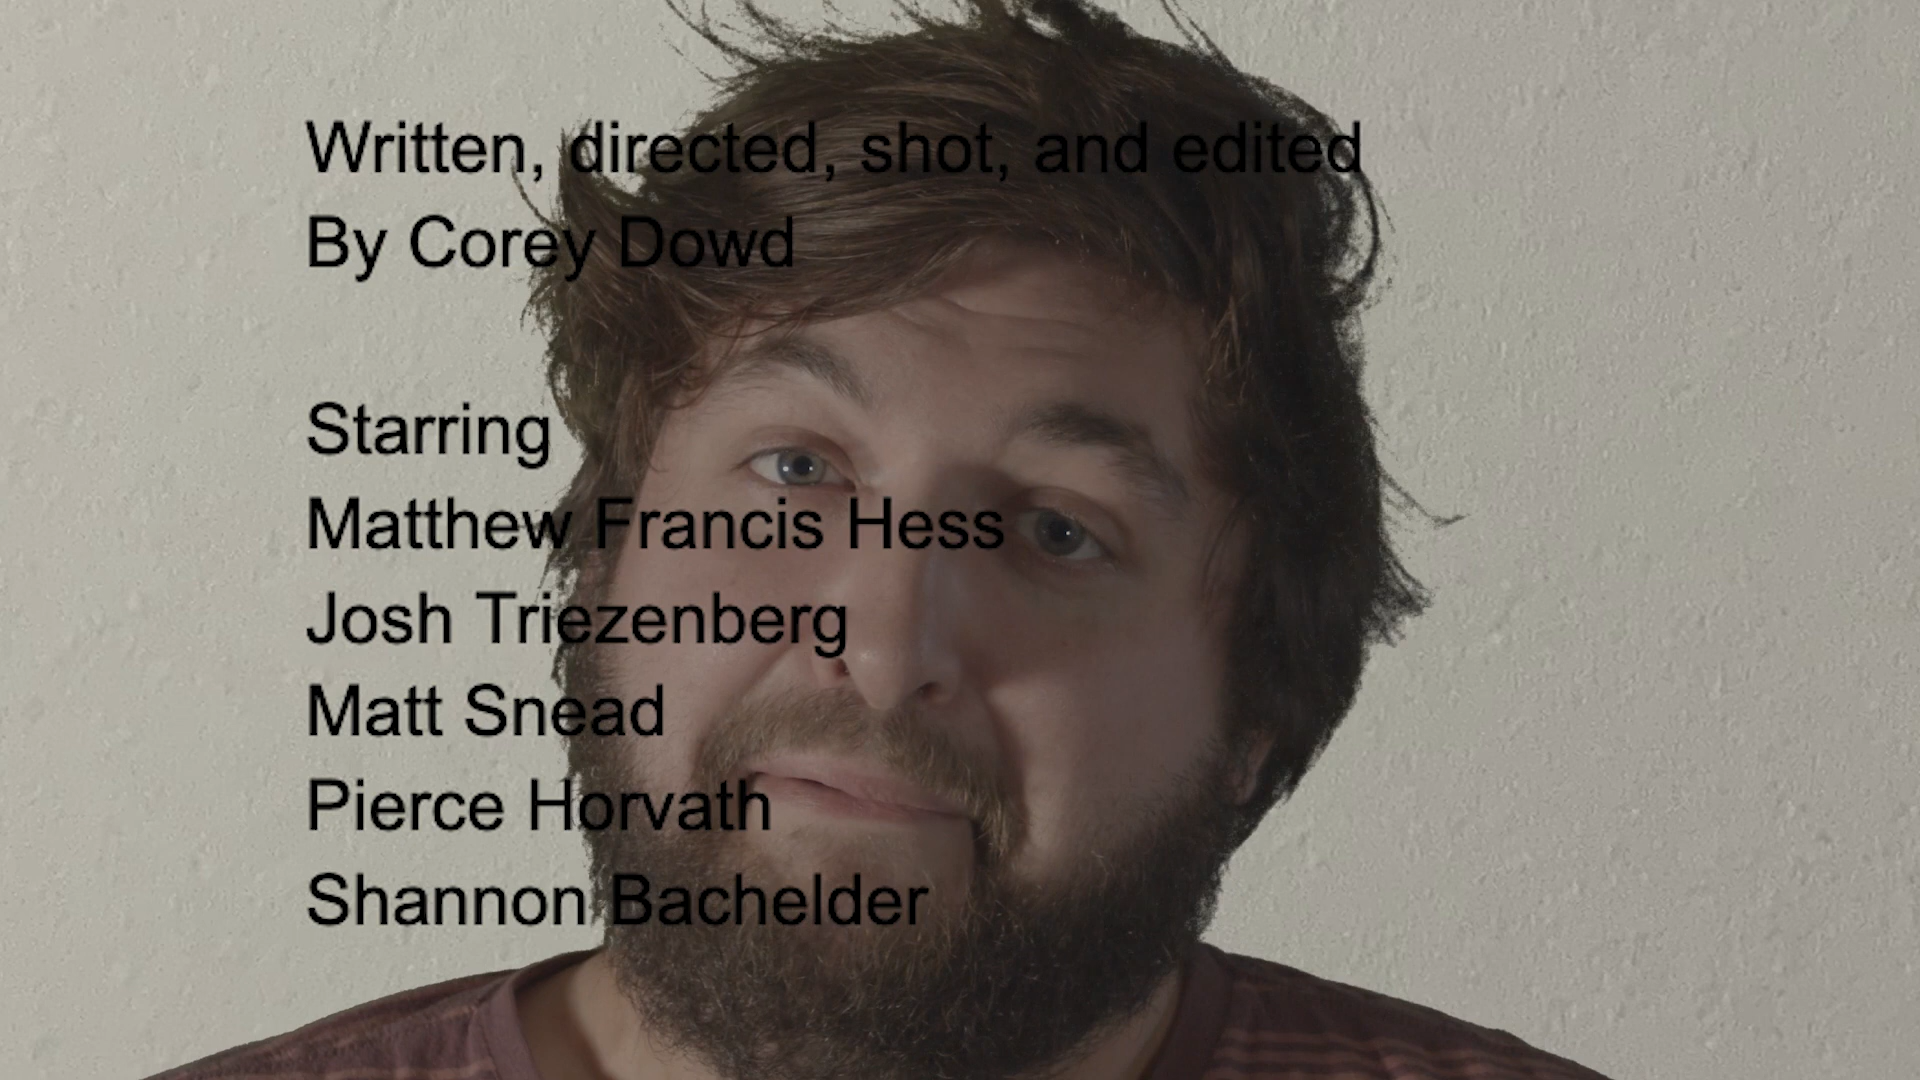 Written, directed, shot, and edited
By Corey Dowd
Starring
Matthew Francis Hess
Josh Triezenberg
Matt Snead
Pierce Horvath
Shannon Bachelder